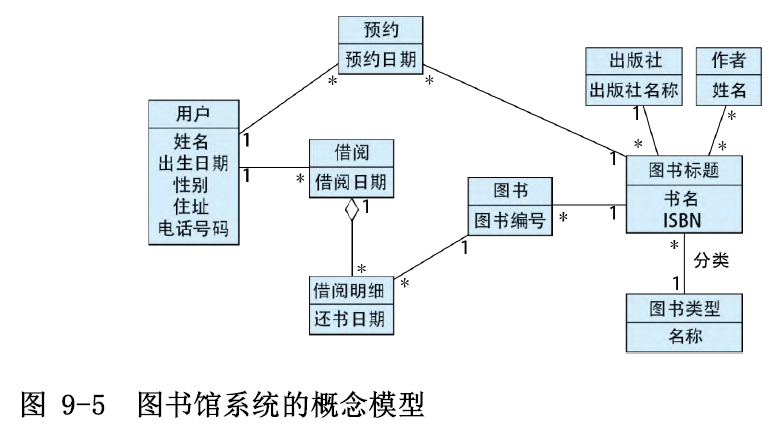 预约
预约日期
*
*
出版社
出版社名称
1
*
作者
姓名
*
*
用户
姓名
出生日期
性别
住址
电话号码
1
1
借阅
借阅日期
*
1
*
图书
图书编号
*
1
1
1
图书标题
书名
ISBN
*
分类
1
借阅明细
还书日期
*
图书类型
名称
图 9-5 图书馆系统的概念模型